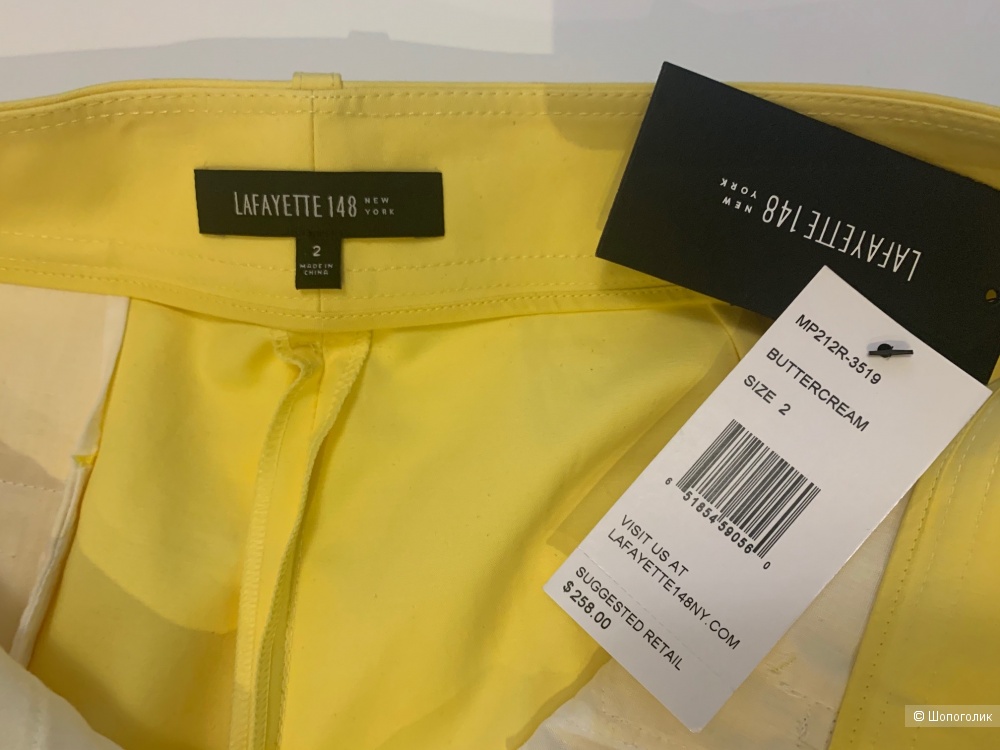 LAFAYETTE 148 NEW YORK
2
MADE IN
CHINA
LAFAYETTE 148 NEW YORK
MP212R-3519
BUTTERCREAM
SIZE 2
6 51854 59056 0
VISIT US AT
LAFAYETTE148NY.COM
SUGGESTED RETAIL
$258.00
© Шопоголик